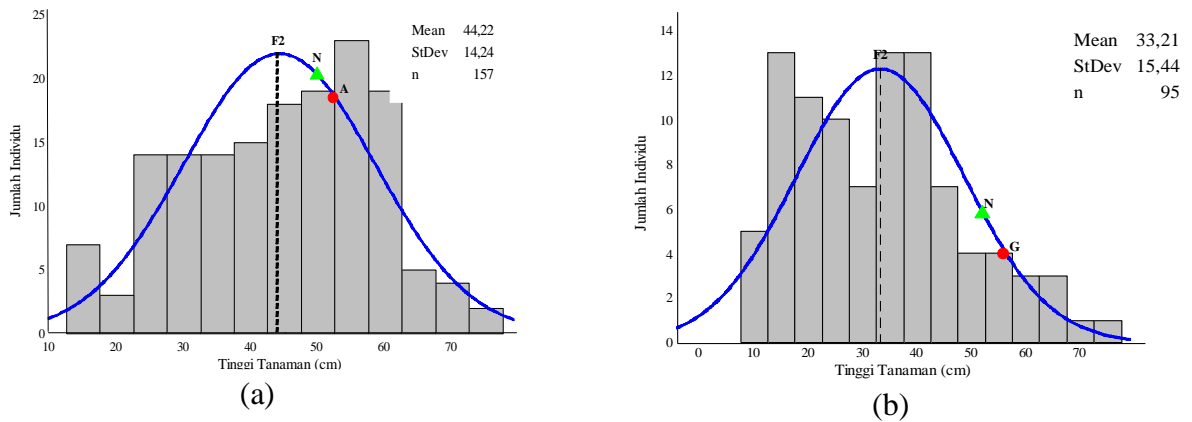 25
20
15
10
5
0
Jumlah Individu
F2
N
A
Mean 44,22
StDev 14,24
n 157
10 20 30 40 50 60 70
Tinggi Tanaman (cm)
(a)
14
12
10
8
6
4
2
0
Jumlah Individu
F2
N
G
Mean 33,21
StDev 15,44
n 95
0 10 20 30 40 50 60 70
Tinggi Tanaman (cm)
(b)